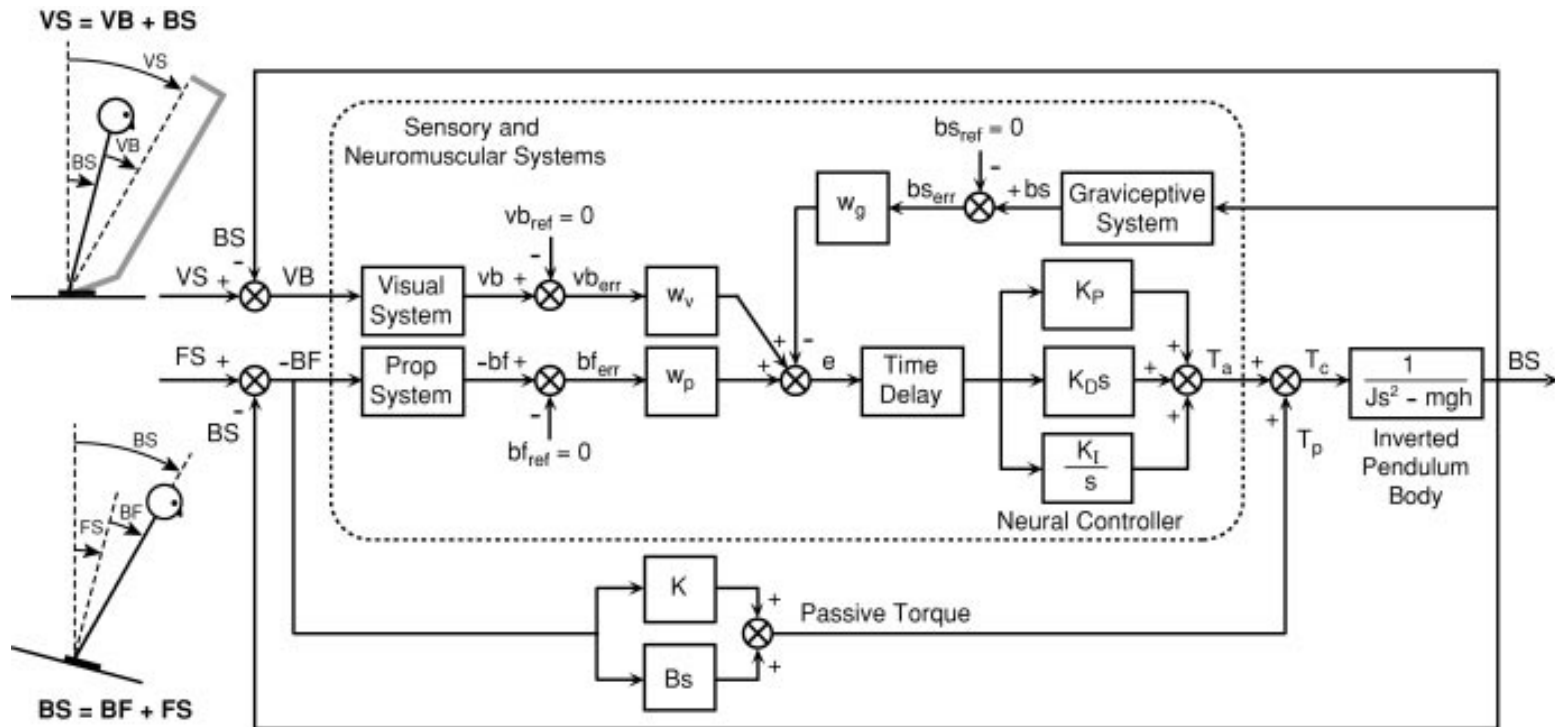 VS = VB + BS
VS
VB
BS
Sensory and
Neuromuscular Systems
bs_ref = 0
-
w_g
bs_err
+ bs
Graviceptive
System
BS
-
VS +
VB
Visual
System
vb +
vb_ref = 0
-
vb_err
w_v
FS +
-BF
-
BS
Prop
System
-bf +
-
bf_ref = 0
bf_err
w_p
+
+
-
e
Time
Delay
K_P
K_Ds
K_I
s
+
+
+
T_a
+
T_c
+
T_p
1
Js² – mgh
BS
Inverted
Pendulum
Body
Neural Controller
BS
FS
BF
BS = BF + FS
K
Bs
+
+
Passive Torque